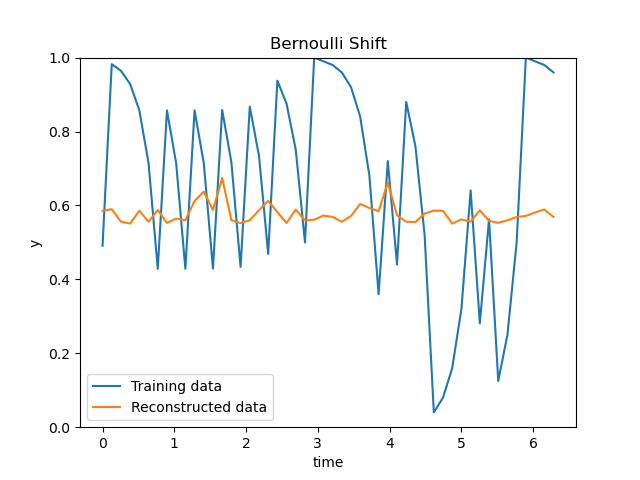 Bernoulli Shift
y
1.0
0.8
0.6
0.4
0.2
0.0
Training data
Reconstructed data
0 1 2 3 4 5 6
time